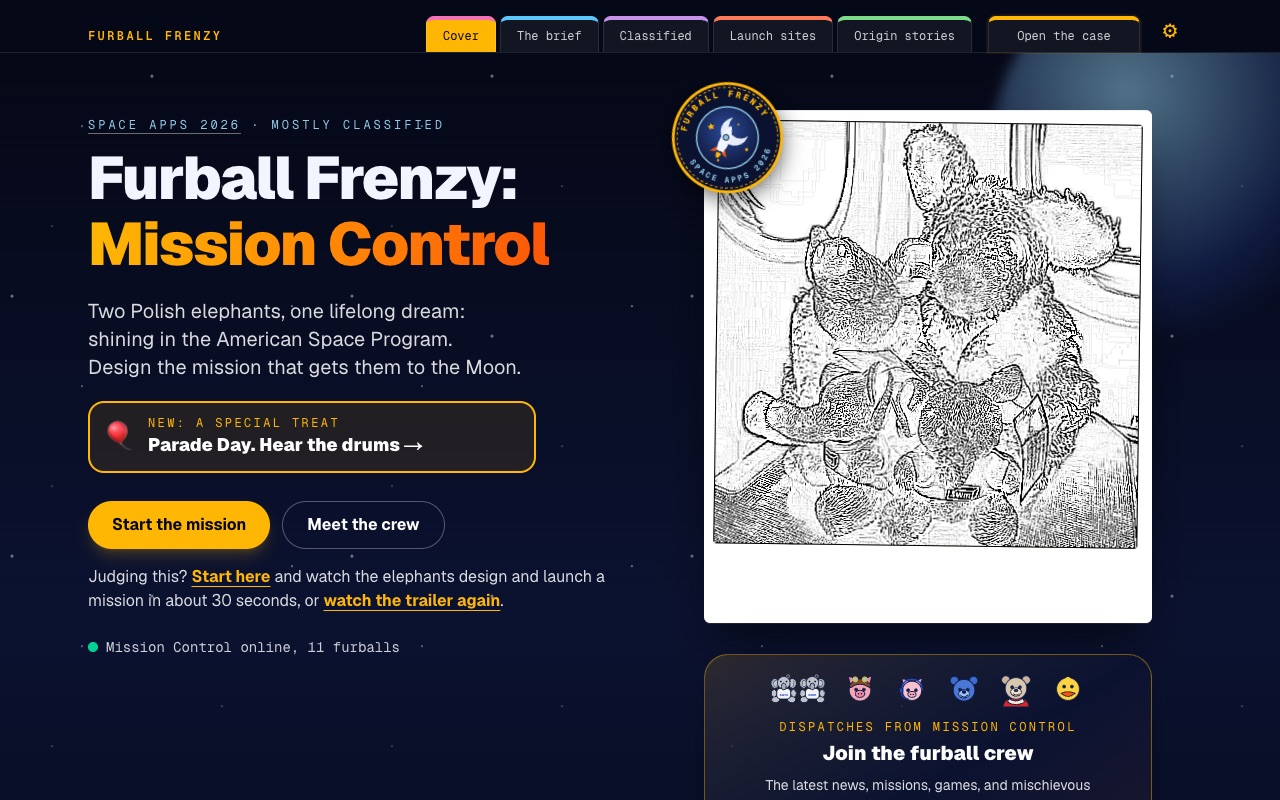 FURBALL FRENZY
Cover
The brief
Classified
Launch sites
Origin stories
Open the case
SPACE APPS 2026 · MOSTLY CLASSIFIED
Furball Frenzy:
Mission Control
Two Polish elephants, one lifelong dream:
shining in the American Space Program.
Design the mission that gets them to the Moon.
NEW: A SPECIAL TREAT
Parade Day. Hear the drums →
Start the mission
Meet the crew
Judging this? Start here and watch the elephants design and launch a
mission in about 30 seconds, or watch the trailer again.
Mission Control online, 11 furballs
FURBALL FRENZY
SPACE APPS 2026
DISPATCHES FROM MISSION CONTROL
Join the furball crew
The latest news, missions, games, and mischievous